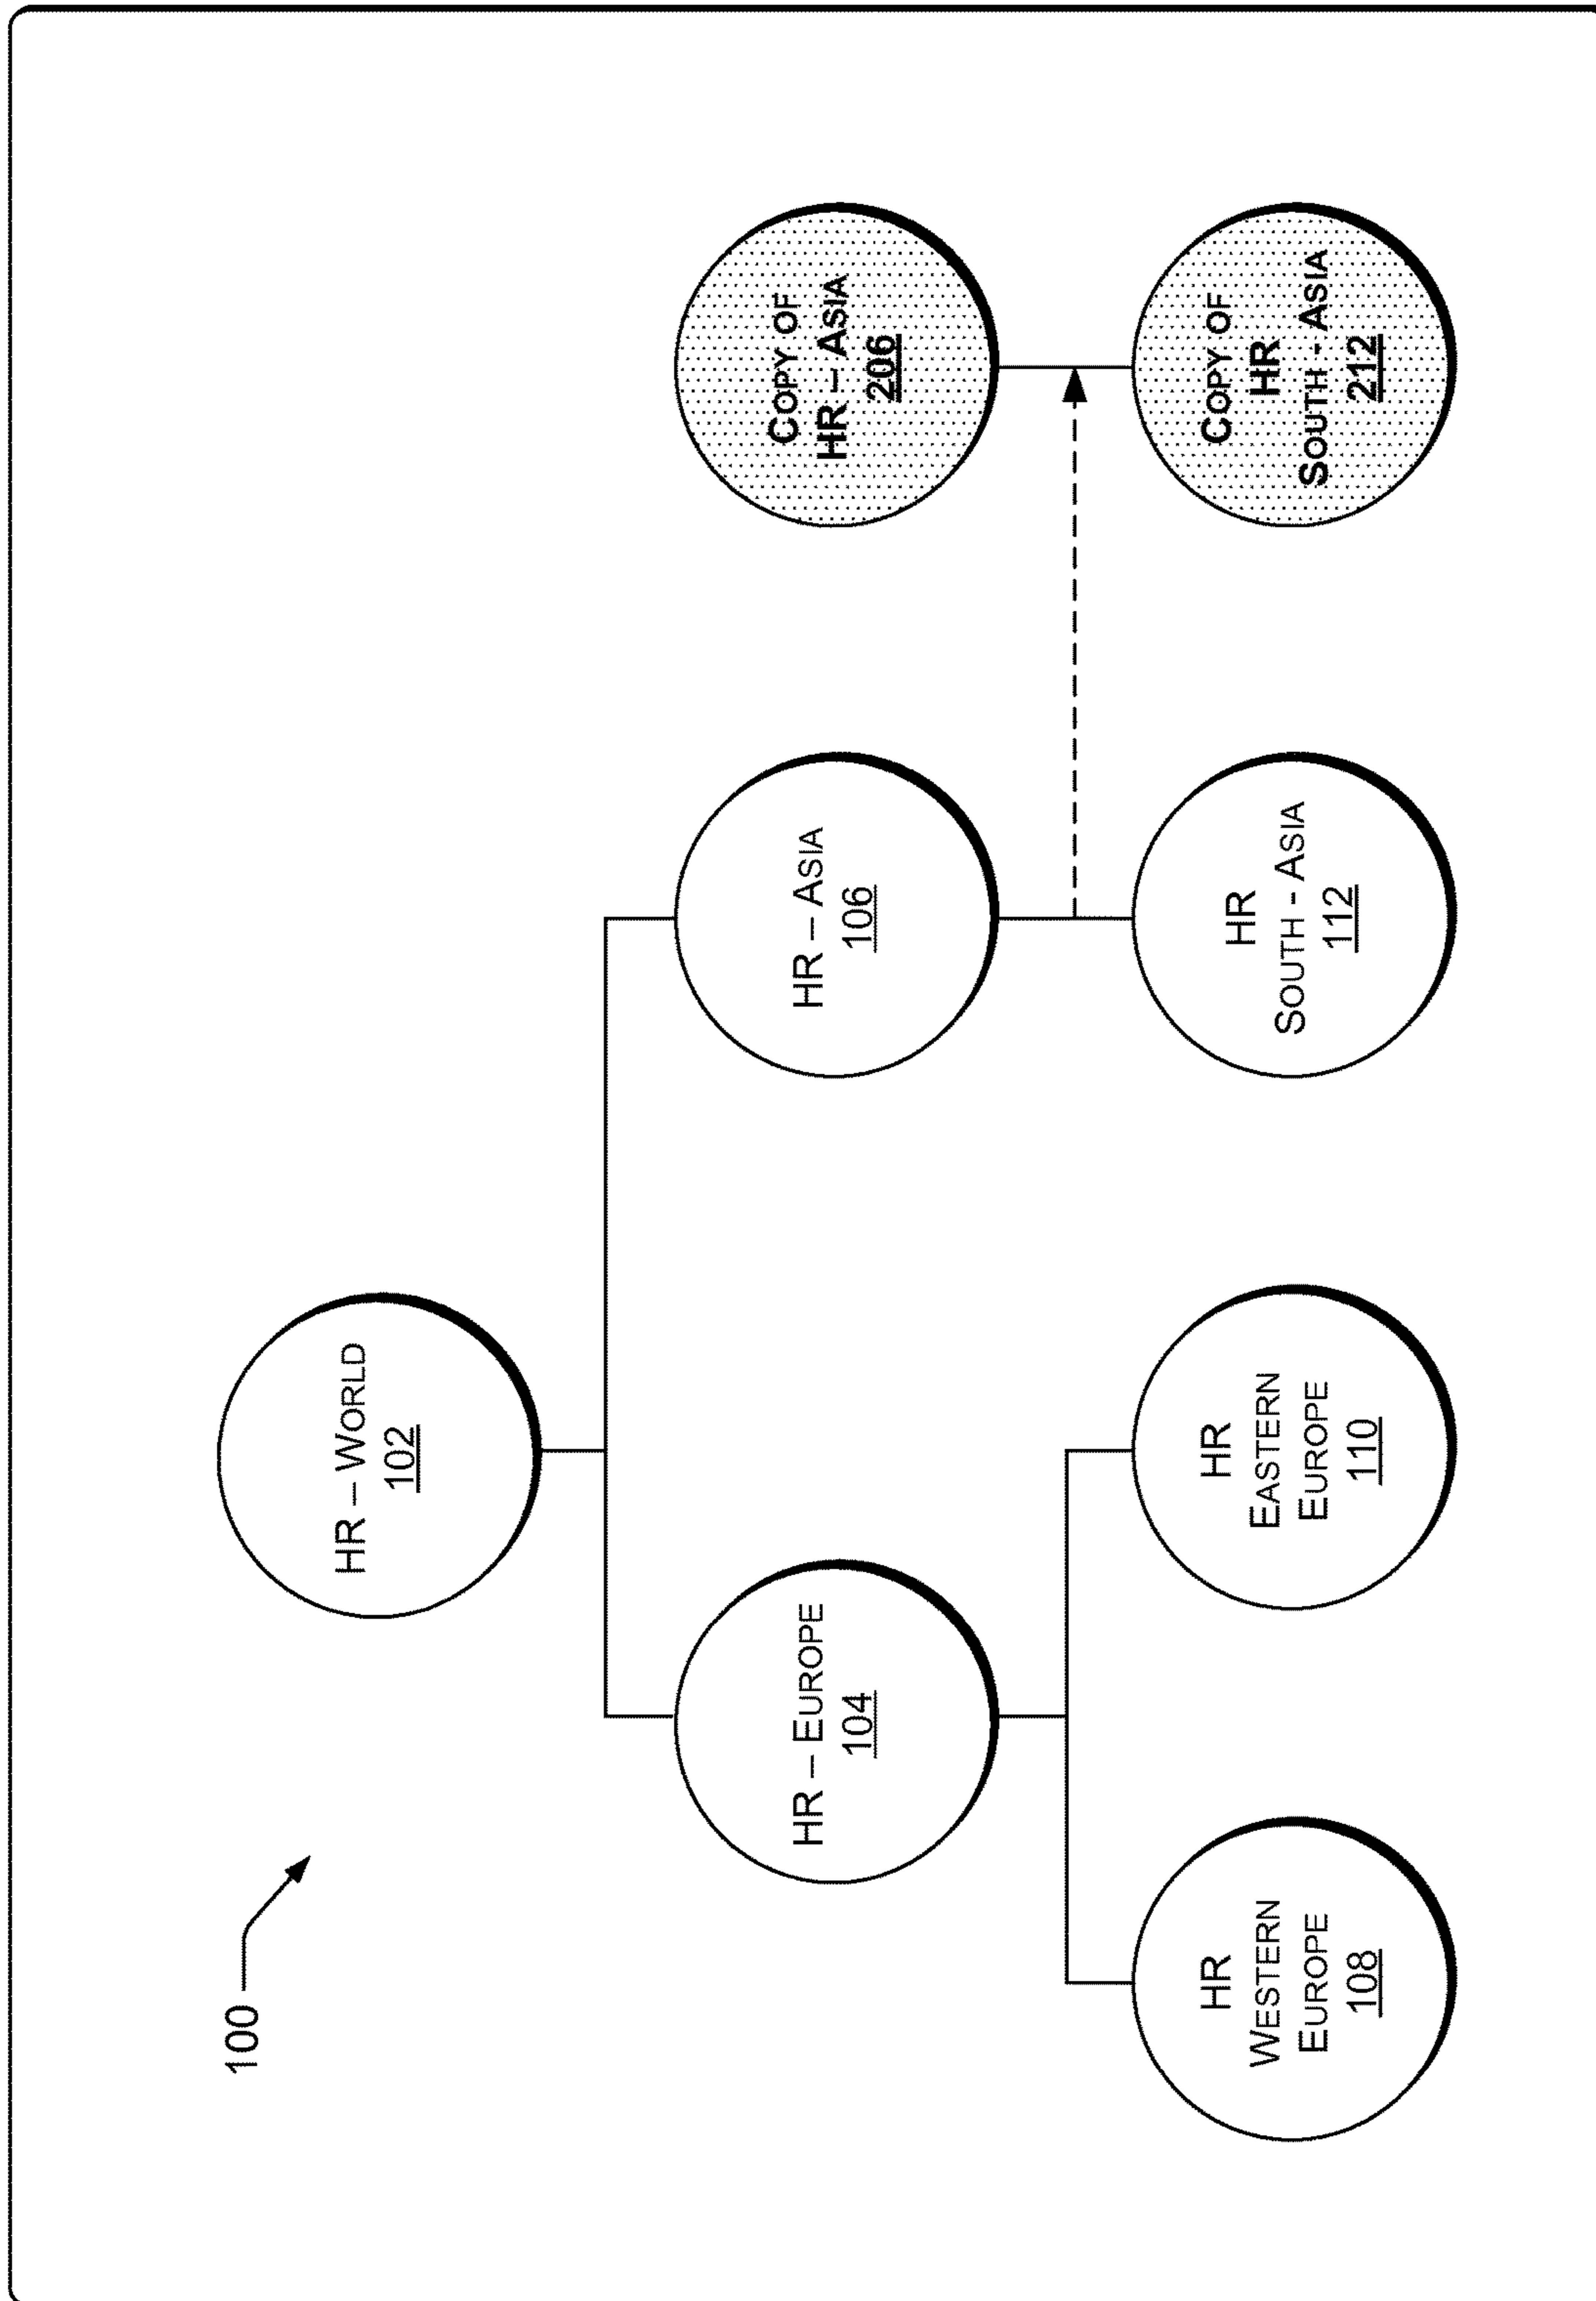 100
HR – WORLD
102
HR – EUROPE
104
HR – ASIA
106
COPY OF
HR – ASIA
206
HR
WESTERN
EUROPE
108
HR
EASTERN
EUROPE
110
HR
SOUTH - ASIA
112
COPY OF
HR
SOUTH - ASIA
212